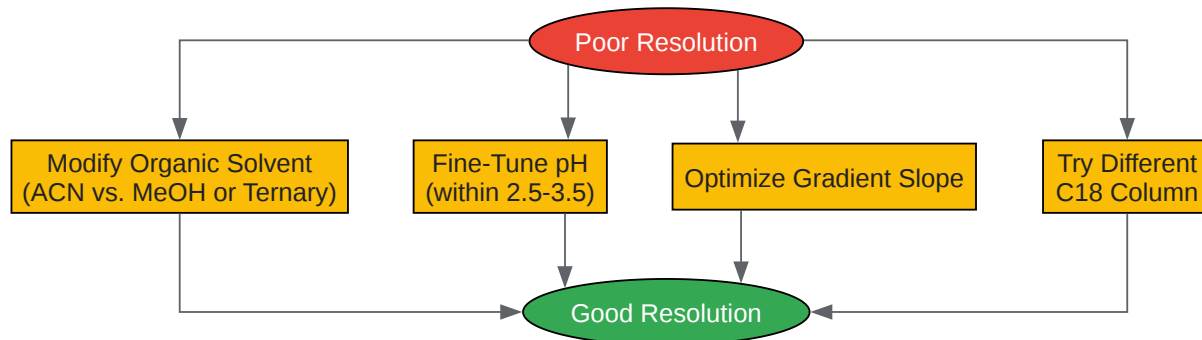 Poor Resolution
Modify Organic Solvent
(ACN vs. MeOH or Ternary)
Fine-Tune pH
(within 2.5-3.5)
Optimize Gradient Slope
Try Different
C18 Column
Good Resolution